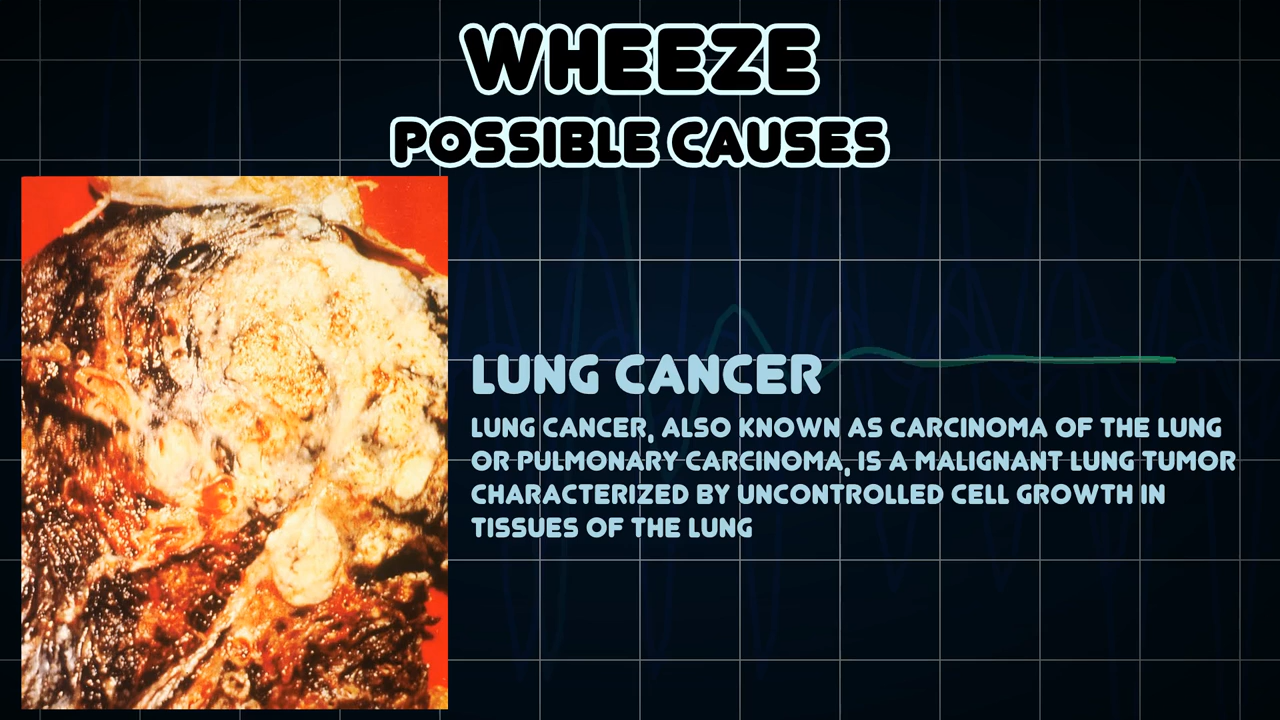 WHEEZE
POSSIBLE CAUSES
LUNG CANCER
LUNG CANCER, ALSO KNOWN AS CARCINOMA OF THE LUNG
OR PULMONARY CARCINOMA, IS A MALIGNANT LUNG TUMOR
CHARACTERIZED BY UNCONTROLLED CELL GROWTH IN
TISSUES OF THE LUNG